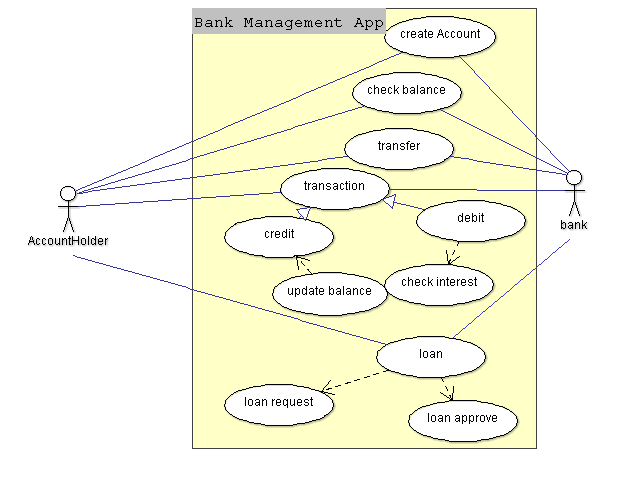 Bank Management App
create Account
check balance
transfer
transaction
debit
credit
AccountHolder
bank
check interest
update balance
loan
loan request
loan approve